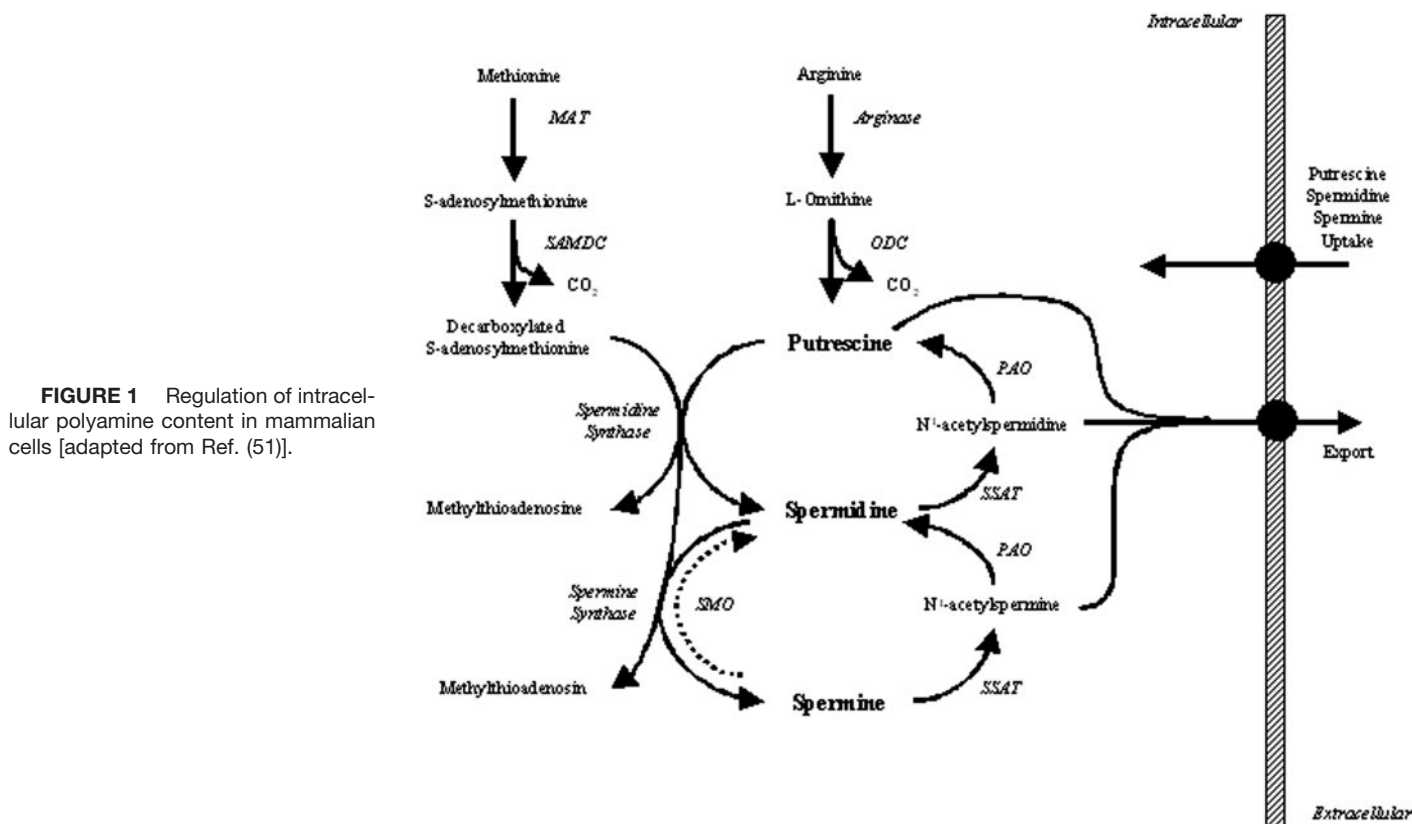 Intracellular
Methionine
Arginine
MAT
Arginase
Putrescine
Spermidine
Spermine
Uptake
S-adenosylmethionine
L-Ornithine
SAMDC
ODC
CO₂
CO₂
Decarboxylated
S-adenosylmethionine
Putrescine
PAO
FIGURE 1 Regulation of intracel-
lular polyamine content in mammalian
cells [adapted from Ref. (51)].
Spermidine
Synthase
N¹-acetylspermidine
Export
SSAT
Methylthioadenosine
Spermidine
PAO
Spermine
Synthase
SMO
N¹-acetylspermine
SSAT
Methylthioadenosin
Spermine
Extracellular